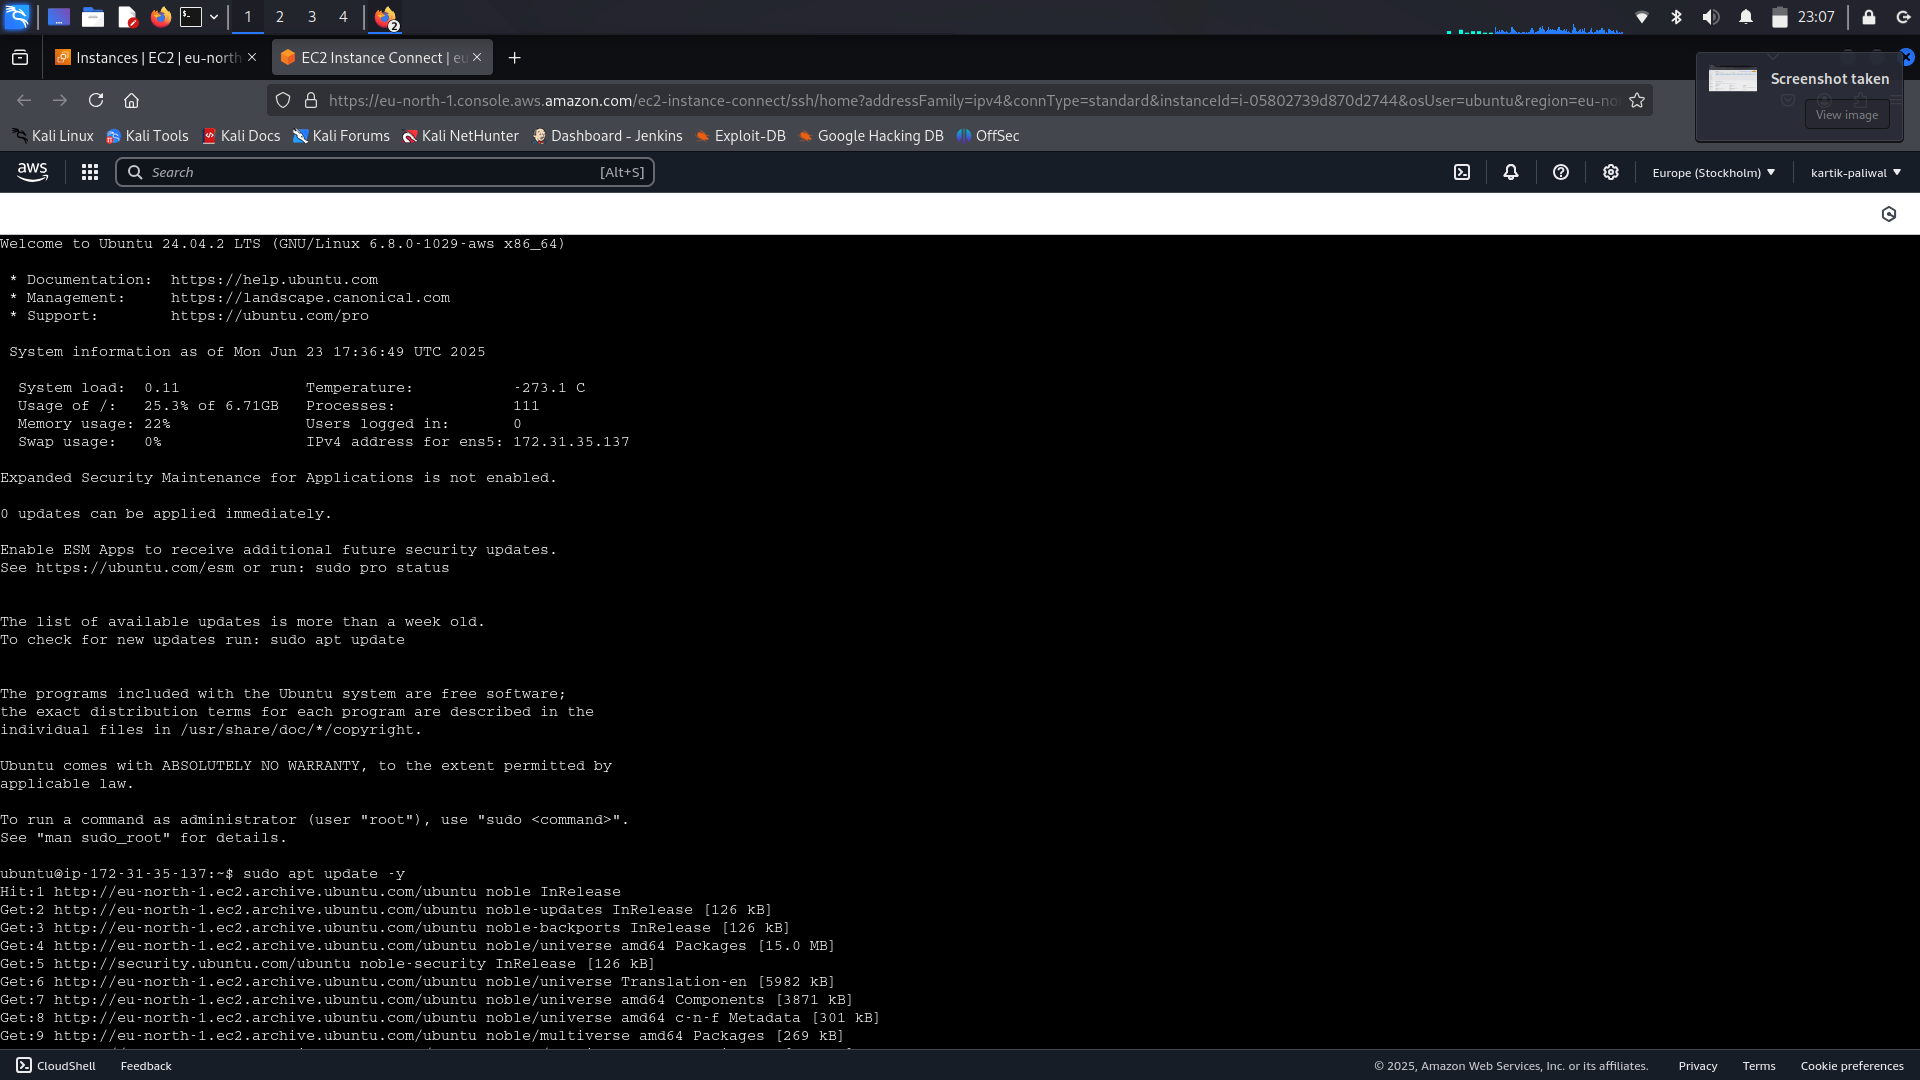 1 2 3 4 2 23:07
Instances | EC2 | eu-north
EC2 Instance Connect | eu
Screenshot taken
View image
https://eu-north-1.console.aws.amazon.com/ec2-instance-connect/ssh/home?addressFamily=ipv4&connType=standard&instanceId=i-05802739d870d2744&osUser=ubuntu&region=eu-no
Kali Linux Kali Tools Kali Docs Kali Forums Kali NetHunter Dashboard - Jenkins Exploit-DB Google Hacking DB OffSec
aws Search [Alt+S] Europe (Stockholm) kartik-paliwal
Welcome to Ubuntu 24.04.2 LTS (GNU/Linux 6.8.0-1029-aws x86_64)
* Documentation: https://help.ubuntu.com
* Management: https://landscape.canonical.com
* Support: https://ubuntu.com/pro
System information as of Mon Jun 23 17:36:49 UTC 2025
System load: 0.11 Temperature: -273.1 C
Usage of /: 25.3% of 6.71GB Processes: 111
Memory usage: 22% Users logged in: 0
Swap usage: 0% IPv4 address for ens5: 172.31.35.137
Expanded Security Maintenance for Applications is not enabled.
0 updates can be applied immediately.
Enable ESM Apps to receive additional future security updates.
See https://ubuntu.com/esm or run: sudo pro status
The list of available updates is more than a week old.
To check for new updates run: sudo apt update
The programs included with the Ubuntu system are free software;
the exact distribution terms for each program are described in the
individual files in /usr/share/doc/*/copyright.
Ubuntu comes with ABSOLUTELY NO WARRANTY, to the extent permitted by
applicable law.
To run a command as administrator (user "root"), use "sudo <command>".
See "man sudo_root" for details.
ubuntu@ip-172-31-35-137:~$ sudo apt update -y
Hit:1 http://eu-north-1.ec2.archive.ubuntu.com/ubuntu noble InRelease
Get:2 http://eu-north-1.ec2.archive.ubuntu.com/ubuntu noble-updates InRelease [126 kB]
Get:3 http://eu-north-1.ec2.archive.ubuntu.com/ubuntu noble-backports InRelease [126 kB]
Get:4 http://eu-north-1.ec2.archive.ubuntu.com/ubuntu noble/universe amd64 Packages [15.0 MB]
Get:5 http://security.ubuntu.com/ubuntu noble-security InRelease [126 kB]
Get:6 http://eu-north-1.ec2.archive.ubuntu.com/ubuntu noble/universe Translation-en [5982 kB]
Get:7 http://eu-north-1.ec2.archive.ubuntu.com/ubuntu noble/universe amd64 Components [3871 kB]
Get:8 http://eu-north-1.ec2.archive.ubuntu.com/ubuntu noble/universe amd64 c-n-f Metadata [301 kB]
Get:9 http://eu-north-1.ec2.archive.ubuntu.com/ubuntu noble/multiverse amd64 Packages [269 kB]
CloudShell Feedback © 2025, Amazon Web Services, Inc. or its affiliates. Privacy Terms Cookie preferences